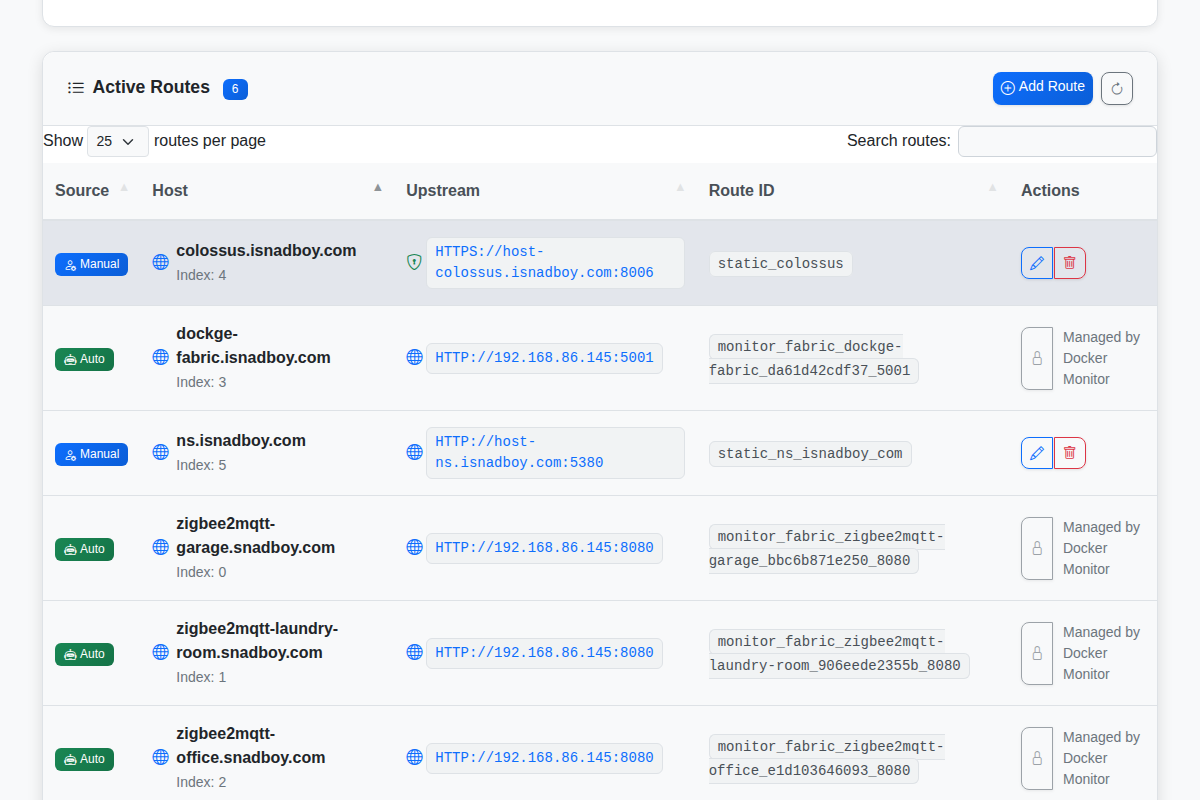 Active Routes 6
Add Route
Show 25 routes per page
Search routes:
Source Host Upstream Route ID Actions
Manual
colossus.isnadboy.com
Index: 4
HTTPS://host-
colossus.isnadboy.com:8006
static_colossus
Auto
dockge-
fabric.isnadboy.com
Index: 3
HTTP://192.168.86.145:5001
monitor_fabric_dockge-
fabric_da61d42cdf37_5001
Managed by
Docker
Monitor
Manual
ns.isnadboy.com
Index: 5
HTTP://host-
ns.isnadboy.com:5380
static_ns_isnadboy_com
Auto
zigbee2mqtt-
garage.snadboy.com
Index: 0
HTTP://192.168.86.145:8080
monitor_fabric_zigbee2mqtt-
garage_bbc6b871e250_8080
Managed by
Docker
Monitor
Auto
zigbee2mqtt-laundry-
room.snadboy.com
Index: 1
HTTP://192.168.86.145:8080
monitor_fabric_zigbee2mqtt-
laundry-room_906eede2355b_8080
Managed by
Docker
Monitor
Auto
zigbee2mqtt-
office.snadboy.com
Index: 2
HTTP://192.168.86.145:8080
monitor_fabric_zigbee2mqtt-
office_e1d103646093_8080
Managed by
Docker
Monitor